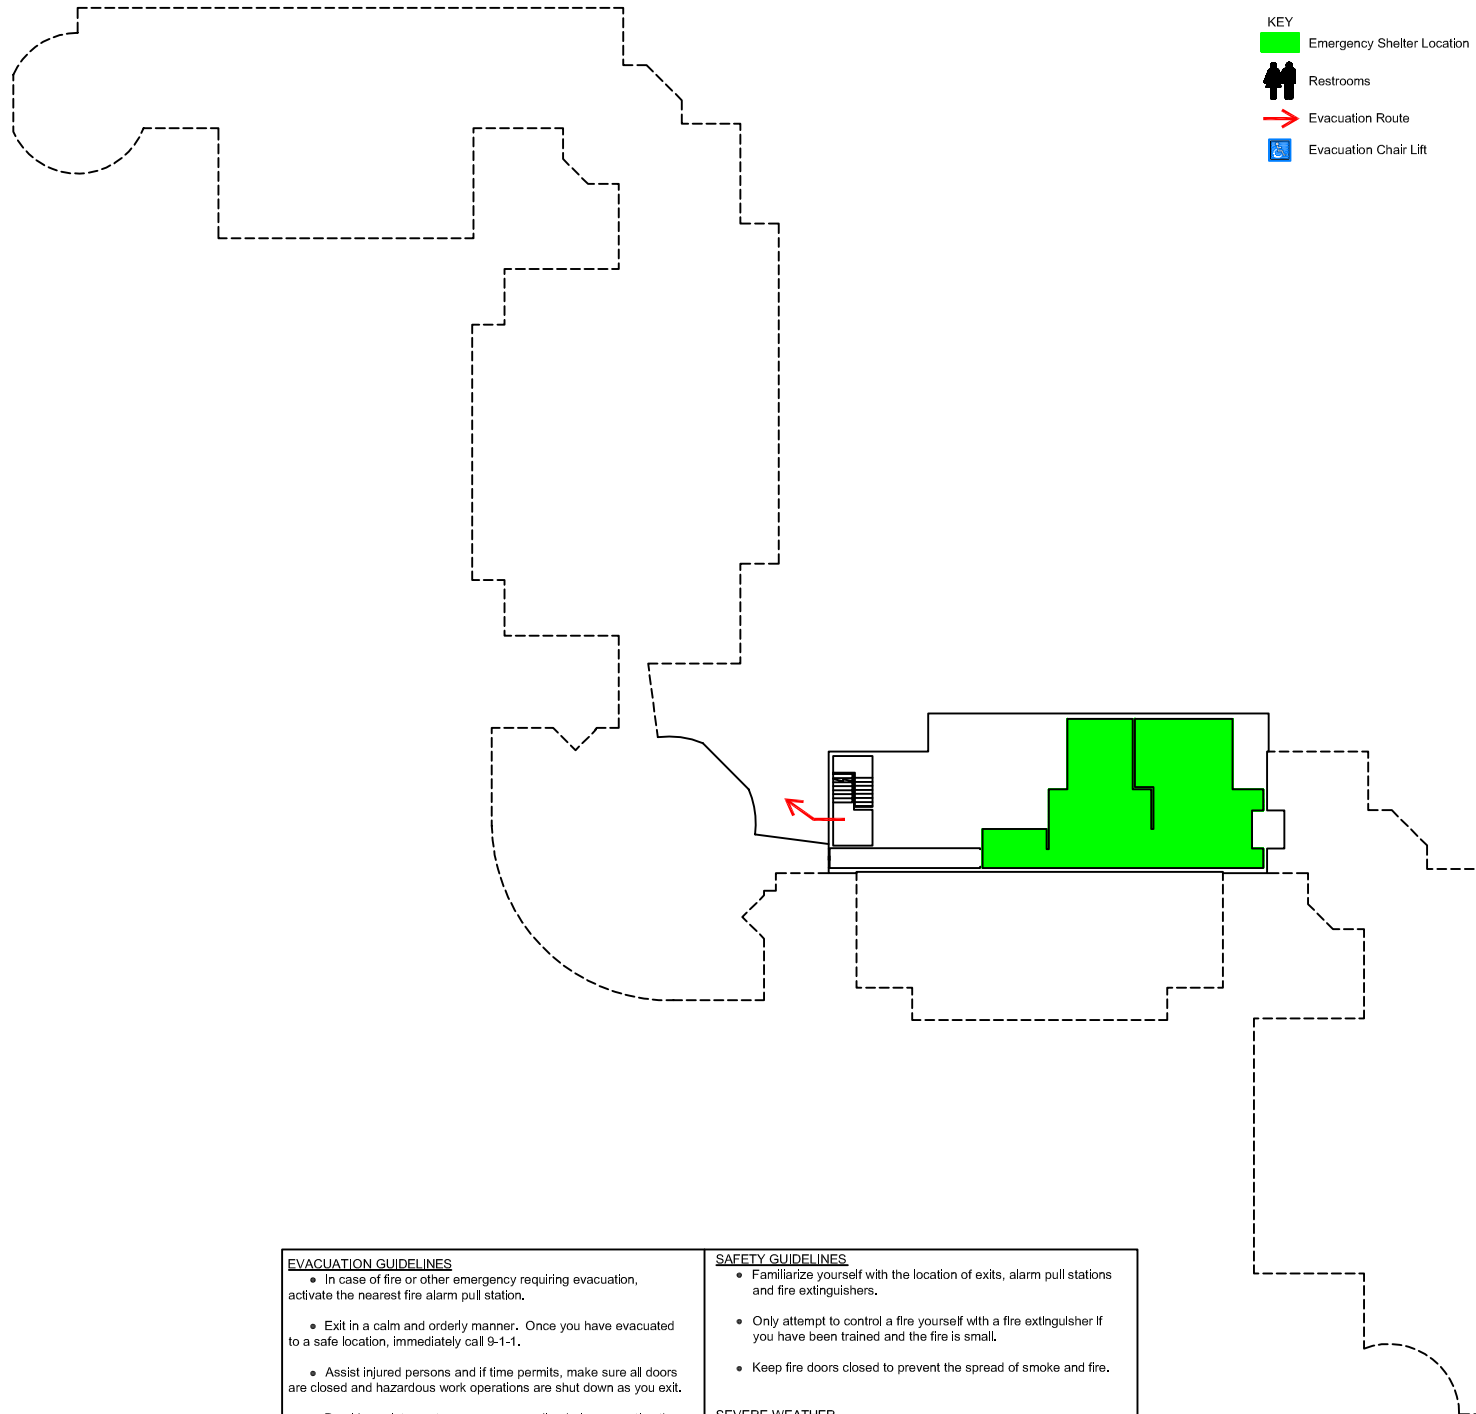 KEY
Emergency Shelter Location
Restrooms
Evacuation Route
Evacuation Chair Lift
EVACUATION GUIDELINES
• In case of fire or other emergency requiring evacuation,
activate the nearest fire alarm pull station.
• Exit in a calm and orderly manner. Once you have evacuated
to a safe location, immediately call 9-1-1.
• Assist injured persons and if time permits, make sure all doors
are closed and hazardous work operations are shut down as you exit.
SAFETY GUIDELINES
• Familiarize yourself with the location of exits, alarm pull stations
and fire extinguishers.
• Only attempt to control a fire yourself with a fire extinguisher if
you have been trained and the fire is small.
• Keep fire doors closed to prevent the spread of smoke and fire.
SEVERE WEATHER